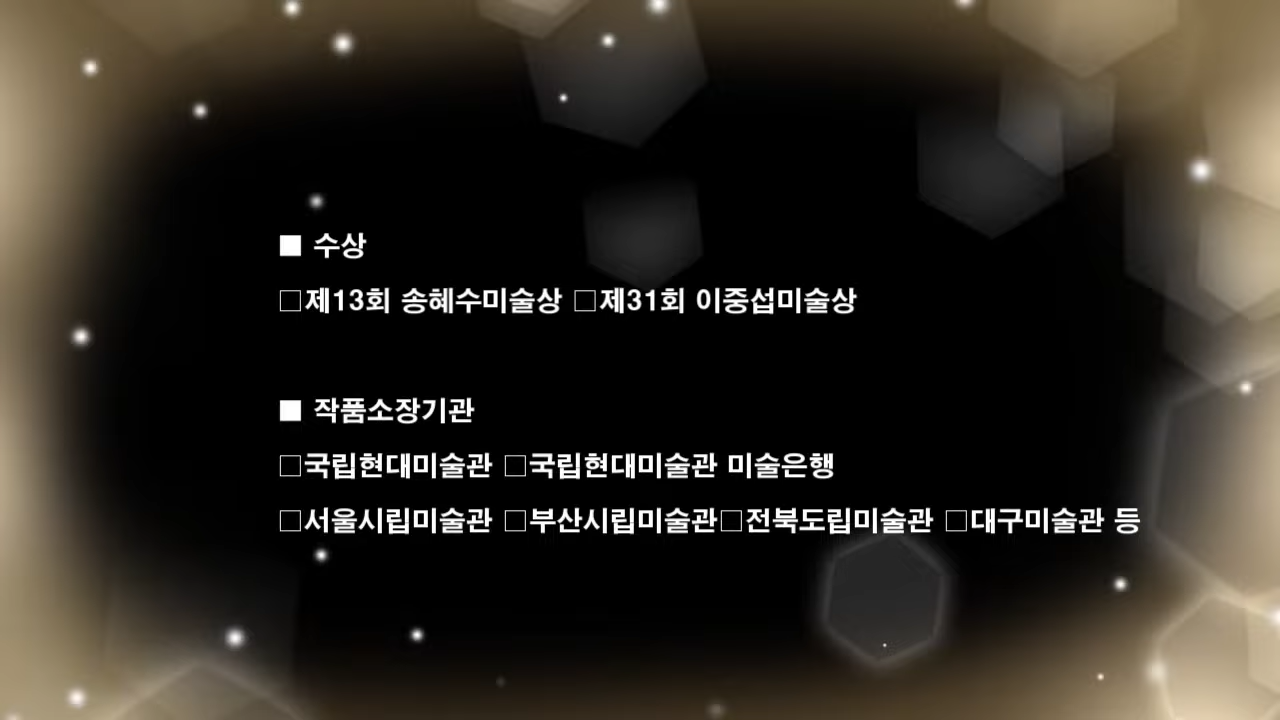 ■ 수상
□제13회 송혜수미술상 □제31회 이중섭미술상
■ 작품소장기관
□국립현대미술관 □국립현대미술관 미술은행
□서울시립미술관 □부산시립미술관□전북도립미술관 □대구미술관 등